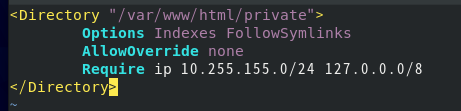 <Directory "/var/www/html/private">
Options Indexes FollowSymlinks
AllowOverride none
Require ip 10.255.155.0/24 127.0.0.0/8
</Directory>
~